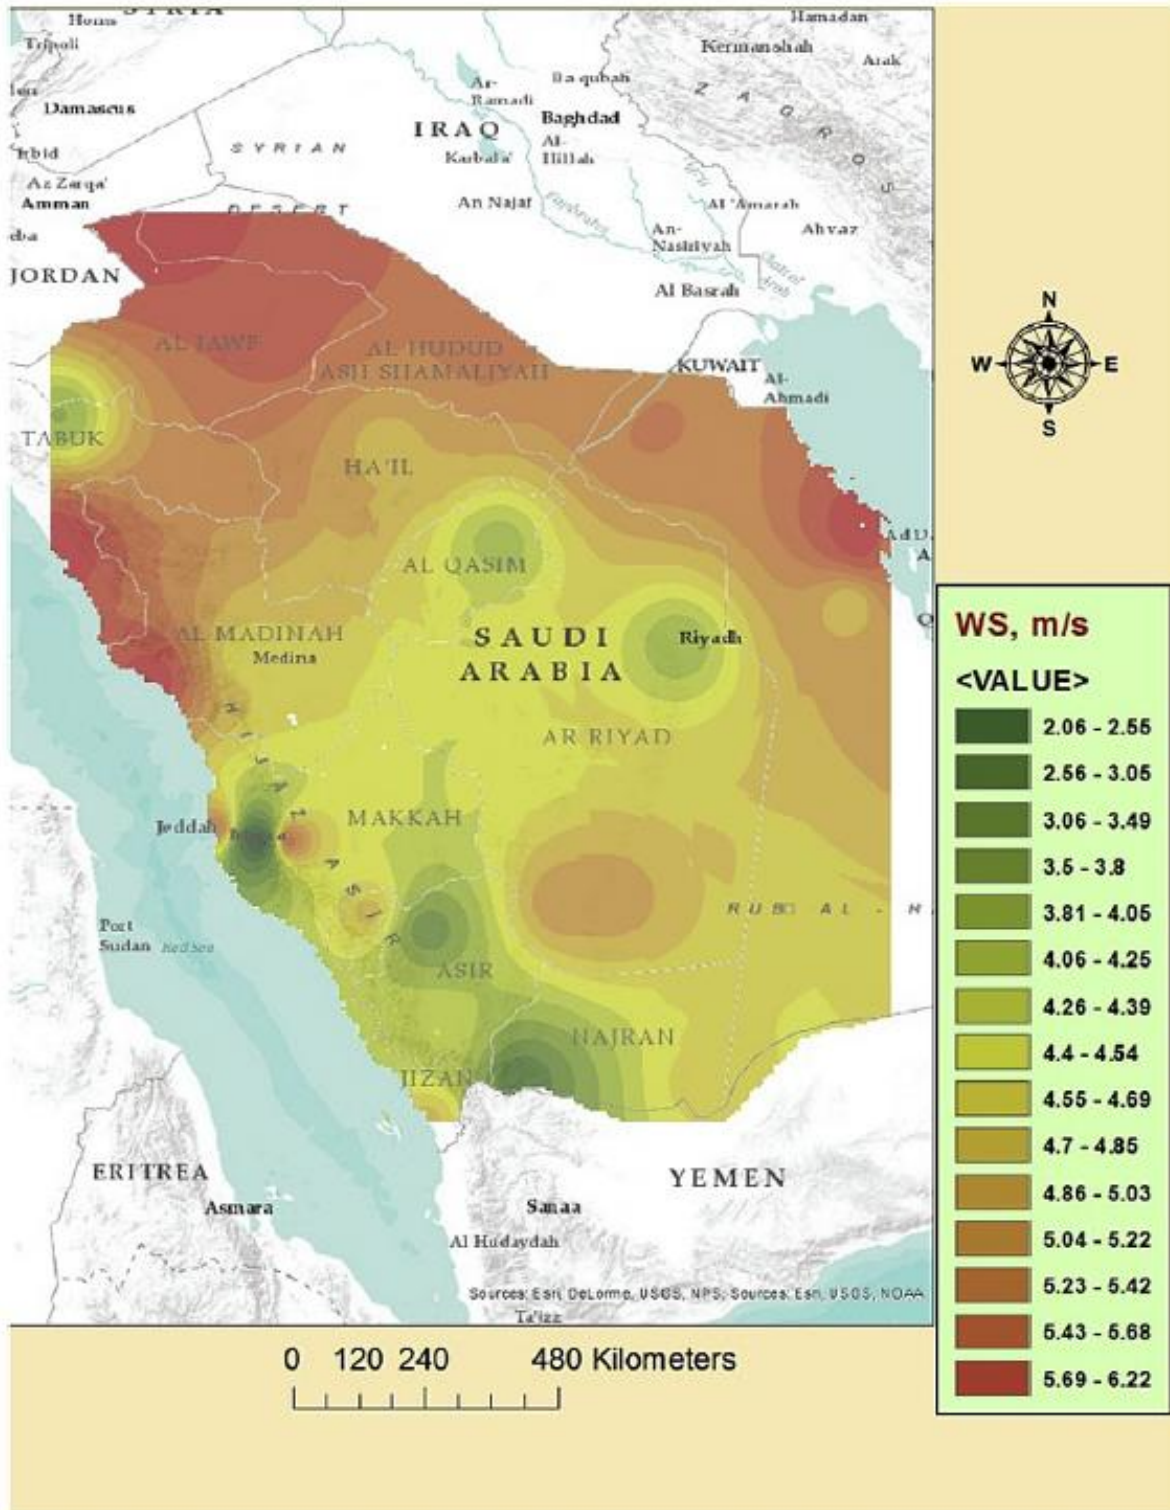 SYRIA
Homs
Hamadan
Tripoli
Kermanshah
Arak
Ar-
Ramadi
Ba qubah
Damascus
IRAQ
Baghdad
Z A G R O S
SYRIAN
Karbala'
Al-
Hillah
Irbid
Az Zarqa'
Amman
An Najaf
Euphrates
Al 'Amarah
DESERT
An-
Nasiriyah
Ahvaz
JORDAN
Al Basrah
AL JAWF
AL HUDUD
ASH SHAMALIYAH
KUWAIT
Al-
Ahmadi
TABUK
HA'IL
AL QASIM
Ad D
A
Q
AL MADINAH
Medina
SAUDI
ARABIA
Riyadh
HIJAZ
AR RIYAD
Jeddah
MAKKAH
ASIR
RUB AL - H
Port
Sudan
Red Sea
ASIR
NAJRAN
JIZAN
ERITREA
YEMEN
Asmara
Sanaa
Al Hudaydah
Sources: Esri, DeLorme, USGS, NPS; Sources: Esri, USGS, NOAA
Ta'izz
0 120 240 480 Kilometers
N
W E
S
WS, m/s
<VALUE>
2.06 - 2.55
2.56 - 3.05
3.06 - 3.49
3.5 - 3.8
3.81 - 4.05
4.06 - 4.25
4.26 - 4.39
4.4 - 4.54
4.55 - 4.69
4.7 - 4.85
4.86 - 5.03
5.04 - 5.22
5.23 - 5.42
5.43 - 5.68
5.69 - 6.22